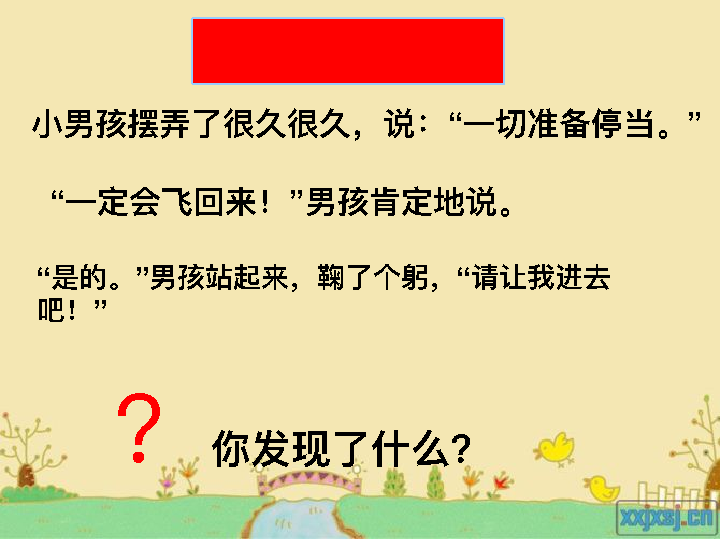 小男孩摆弄了很久很久，说：“一切准备停当。”
“一定会飞回来！”男孩肯定地说。
“是的。”男孩站起来，鞠了个躬，“请让我进去
吧！”
？ 你发现了什么?
xxjxsj.cn